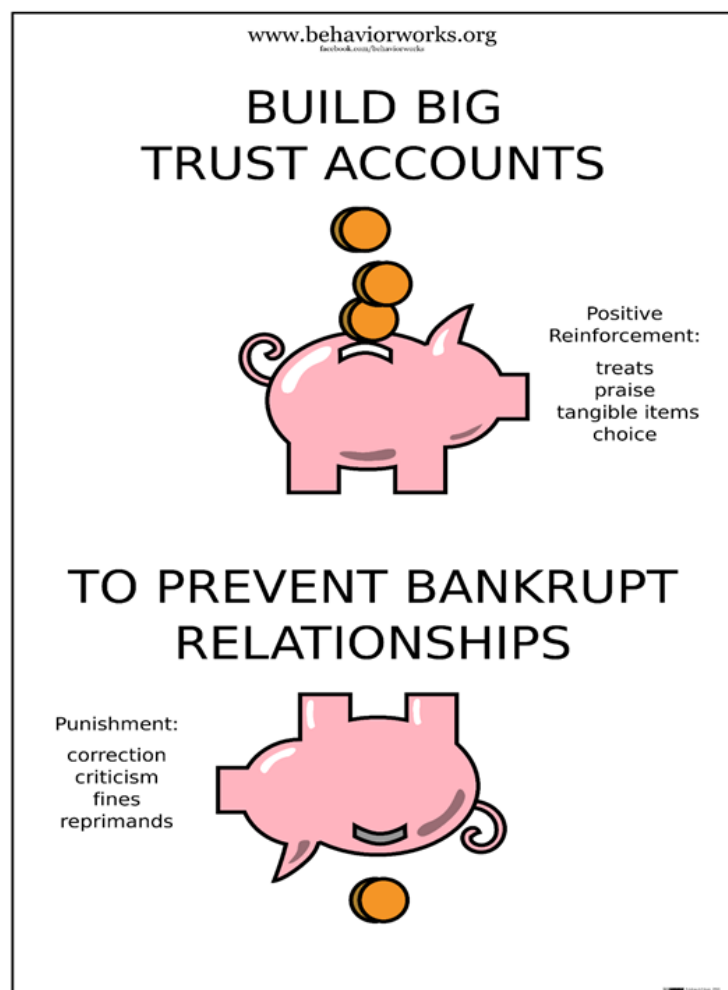 www.behaviorworks.org
facebook.com/behaviorworks
BUILD BIG
TRUST ACCOUNTS
Positive
Reinforcement:
treats
praise
tangible items
choice
TO PREVENT BANKRUPT
RELATIONSHIPS
Punishment:
correction
criticism
fines
reprimands